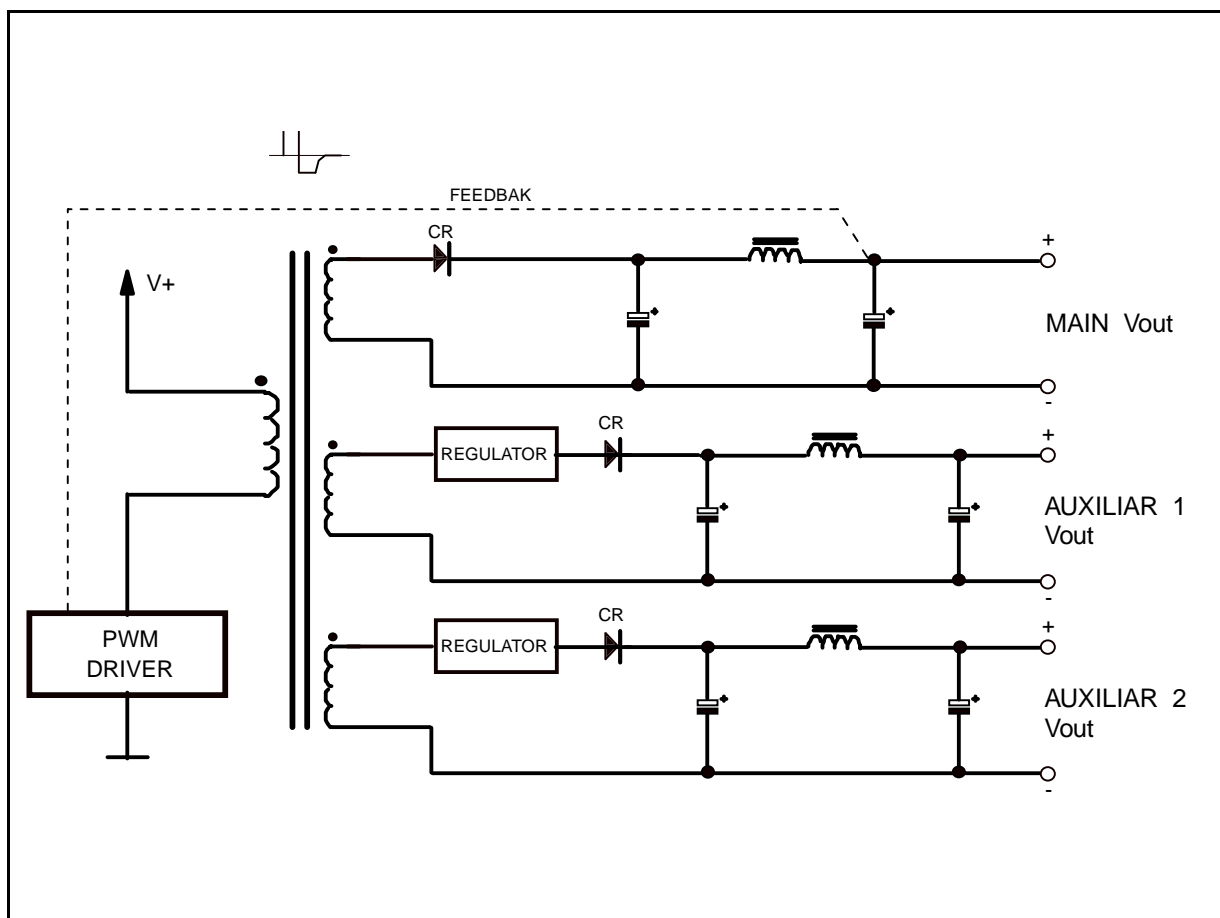 FEEDBAK
CR
+
V+
+
+
MAIN Vout
-
CR
+
REGULATOR
+
+
AUXILIAR 1
Vout
-
CR
+
REGULATOR
PWM
DRIVER
+
+
AUXILIAR 2
Vout
-